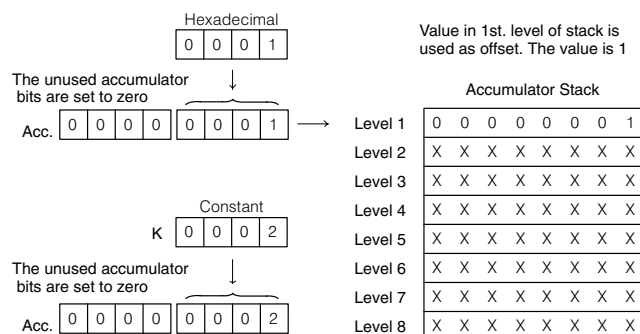 Hexadecimal
0 0 0 1
The unused accumulator
bits are set to zero
Acc. 0 0 0 0 0 0 0 1
Constant
K 0 0 0 2
The unused accumulator
bits are set to zero
Acc. 0 0 0 0 0 0 0 2
Value in 1st. level of stack is
used as offset. The value is 1
Accumulator Stack
Level 1 0 0 0 0 0 0 0 1
Level 2 X X X X X X X X
Level 3 X X X X X X X X
Level 4 X X X X X X X X
Level 5 X X X X X X X X
Level 6 X X X X X X X X
Level 7 X X X X X X X X
Level 8 X X X X X X X X